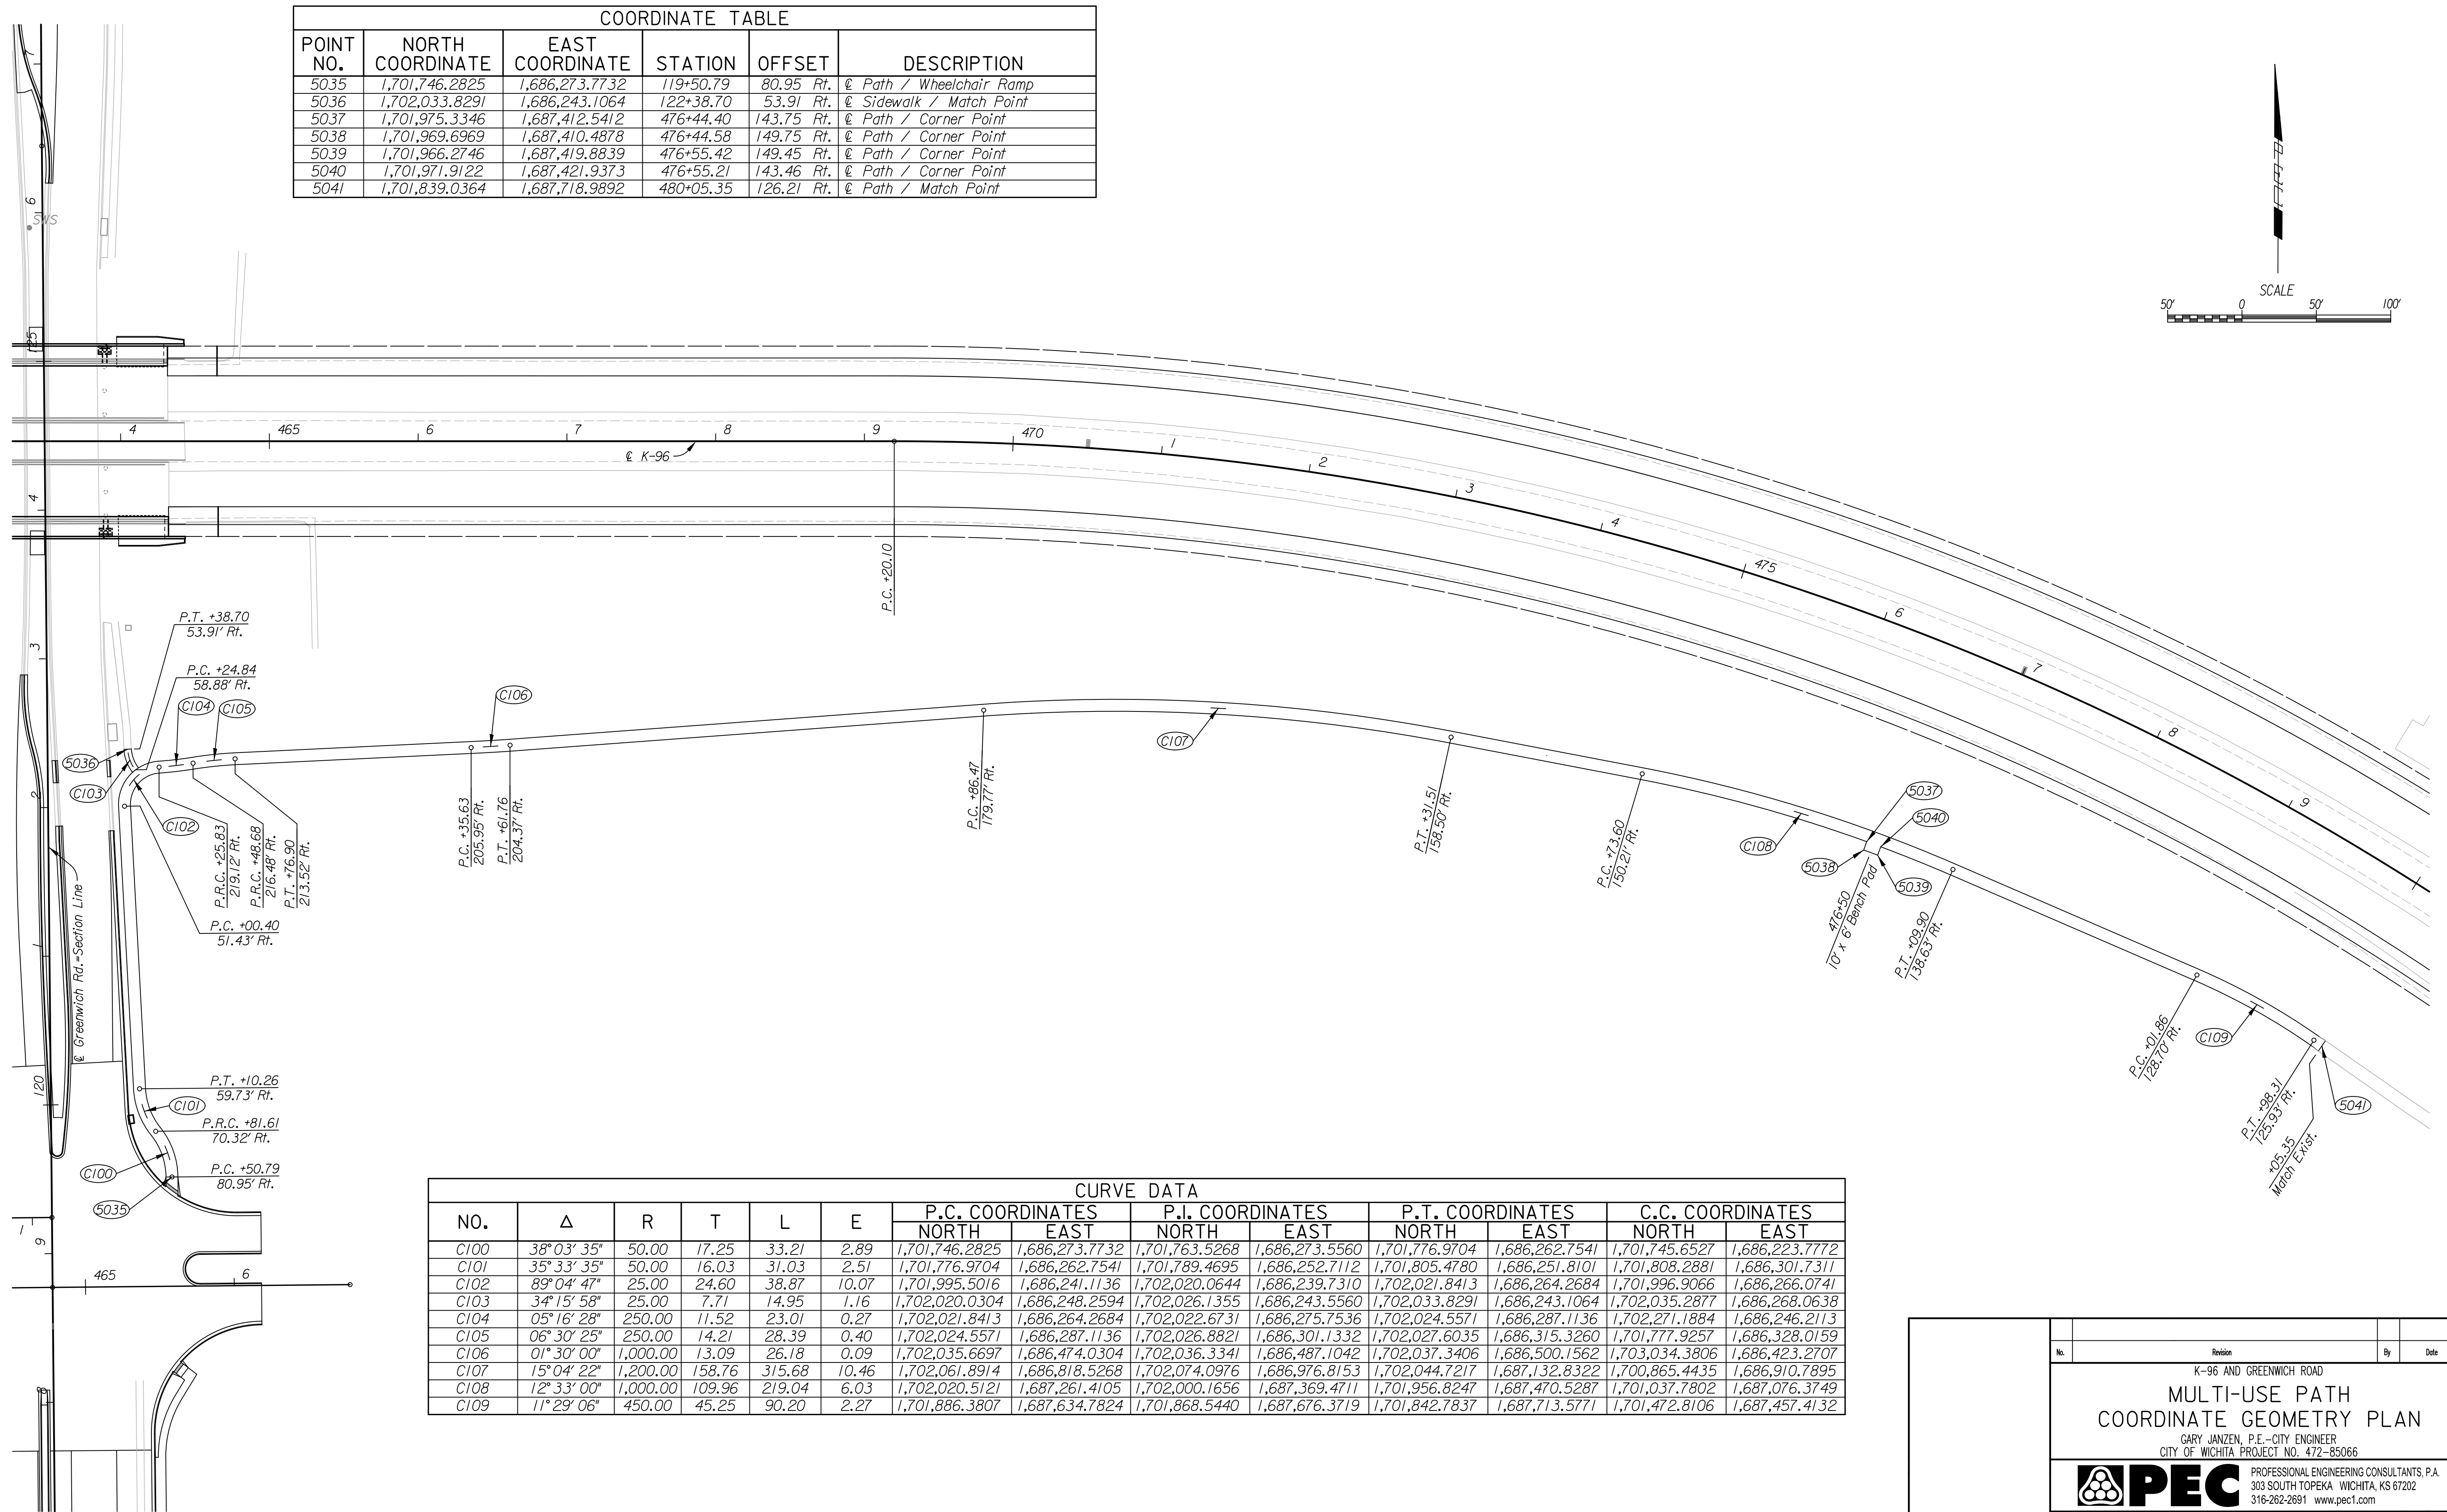 COORDINATE TABLE
POINT NO. NORTH COORDINATE EAST COORDINATE STATION OFFSET DESCRIPTION
5035 1,701,746.2825 1,686,273.7732 119+50.79 80.95 Rt. ℄ Path / Wheelchair Ramp
5036 1,702,033.8291 1,686,243.1064 122+38.70 53.91 Rt. ℄ Sidewalk / Match Point
5037 1,701,975.3346 1,687,412.5412 476+44.40 143.75 Rt. ℄ Path / Corner Point
5038 1,701,969.6969 1,687,410.4878 476+44.58 149.75 Rt. ℄ Path / Corner Point
5039 1,701,966.2746 1,687,419.8839 476+55.42 149.45 Rt. ℄ Path / Corner Point
5040 1,701,971.9122 1,687,421.9373 476+55.21 143.46 Rt. ℄ Path / Corner Point
5041 1,701,839.0364 1,687,718.9892 480+05.35 126.21 Rt. ℄ Path / Match Point
SCALE
50' 0 50' 100'
7
6
SWS
125
4
3
2
1
120
9
1
4 465 6 7 8 9 470 1 2 3 4 475 6 7 8 9
℄ K-96
P.C. +20.10
P.T. +38.70
53.91' Rt.
P.C. +24.84
58.88' Rt.
C104
C105
C106
5036
C103
C102
P.R.C. +25.83
219.12' Rt.
P.R.C. +48.68
216.48' Rt.
P.T. +76.90
213.52' Rt.
P.C. +35.63
205.95' Rt.
P.T. +61.76
204.37' Rt.
P.C. +86.47
179.77' Rt.
C107
P.T. +31.51
158.50' Rt.
P.C. +73.60
150.21' Rt.
C108
5037
5040
5038
5039
476+50
10' x 6' Bench Pad
P.T. +09.90
138.63' Rt.
P.C. +01.86
128.70' Rt.
C109
P.T. +98.31
125.93' Rt.
5041
+05.35
Match Exist.
P.C. +00.40
51.43' Rt.
℄ Greenwich Rd.=Section Line
P.T. +10.26
59.73' Rt.
C101
P.R.C. +81.61
70.32' Rt.
C100
P.C. +50.79
80.95' Rt.
5035
465 6
CURVE DATA
NO. Δ R T L E P.C. COORDINATES P.I. COORDINATES P.T. COORDINATES C.C. COORDINATES
NORTH EAST NORTH EAST NORTH EAST NORTH EAST
C100 38° 03' 35" 50.00 17.25 33.21 2.89 1,701,746.2825 1,686,273.7732 1,701,763.5268 1,686,273.5560 1,701,776.9704 1,686,262.7541 1,701,745.6527 1,686,223.7772
C101 35° 33' 35" 50.00 16.03 31.03 2.51 1,701,776.9704 1,686,262.7541 1,701,789.4695 1,686,252.7112 1,701,805.4780 1,686,251.8101 1,701,808.2881 1,686,301.7311
C102 89° 04' 47" 25.00 24.60 38.87 10.07 1,701,995.5016 1,686,241.1136 1,702,020.0644 1,686,239.7310 1,702,021.8413 1,686,264.2684 1,701,996.9066 1,686,266.0741
C103 34° 15' 58" 25.00 7.71 14.95 1.16 1,702,020.0304 1,686,248.2594 1,702,026.1355 1,686,243.5560 1,702,033.8291 1,686,243.1064 1,702,035.2877 1,686,268.0638
C104 05° 16' 28" 250.00 11.52 23.01 0.27 1,702,021.8413 1,686,264.2684 1,702,022.6731 1,686,275.7536 1,702,024.5571 1,686,287.1136 1,702,271.1884 1,686,246.2113
C105 06° 30' 25" 250.00 14.21 28.39 0.40 1,702,024.5571 1,686,287.1136 1,702,026.8821 1,686,301.1332 1,702,027.6035 1,686,315.3260 1,701,777.9257 1,686,328.0159
C106 01° 30' 00" 1,000.00 13.09 26.18 0.09 1,702,035.6697 1,686,474.0304 1,702,036.3341 1,686,487.1042 1,702,037.3406 1,686,500.1562 1,703,034.3806 1,686,423.2707
C107 15° 04' 22" 1,200.00 158.76 315.68 10.46 1,702,061.8914 1,686,818.5268 1,702,074.0976 1,686,976.8153 1,702,044.7217 1,687,132.8322 1,700,865.4435 1,686,910.7895
C108 12° 33' 00" 1,000.00 109.96 219.04 6.03 1,702,020.5121 1,687,261.4105 1,702,000.1656 1,687,369.4711 1,701,956.8247 1,687,470.5287 1,701,037.7802 1,687,076.3749
C109 11° 29' 06" 450.00 45.25 90.20 2.27 1,701,886.3807 1,687,634.7824 1,701,868.5440 1,687,676.3719 1,701,842.7837 1,687,713.5771 1,701,472.8106 1,687,457.4132
No. Revision By Date
K-96 AND GREENWICH ROAD
MULTI-USE PATH
COORDINATE GEOMETRY PLAN
GARY JANZEN, P.E.-CITY ENGINEER
CITY OF WICHITA PROJECT NO. 472-85066
PEC
PROFESSIONAL ENGINEERING CONSULTANTS, P.A.
303 SOUTH TOPEKA WICHITA, KS 67202
316-262-2691 www.pec1.com